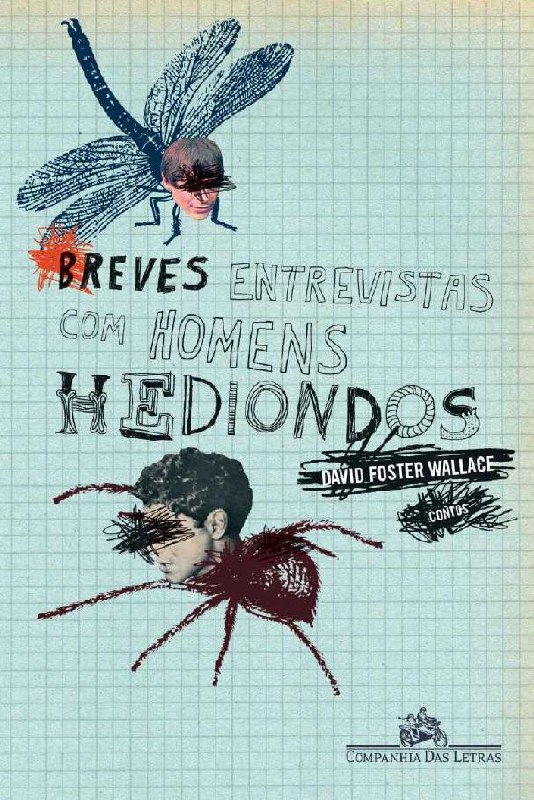 BREVES ENTREVISTAS
COM HOMENS
HEDIONDOS
DAVID FOSTER WALLACE
CONTOS
COMPANHIA DAS LETRAS